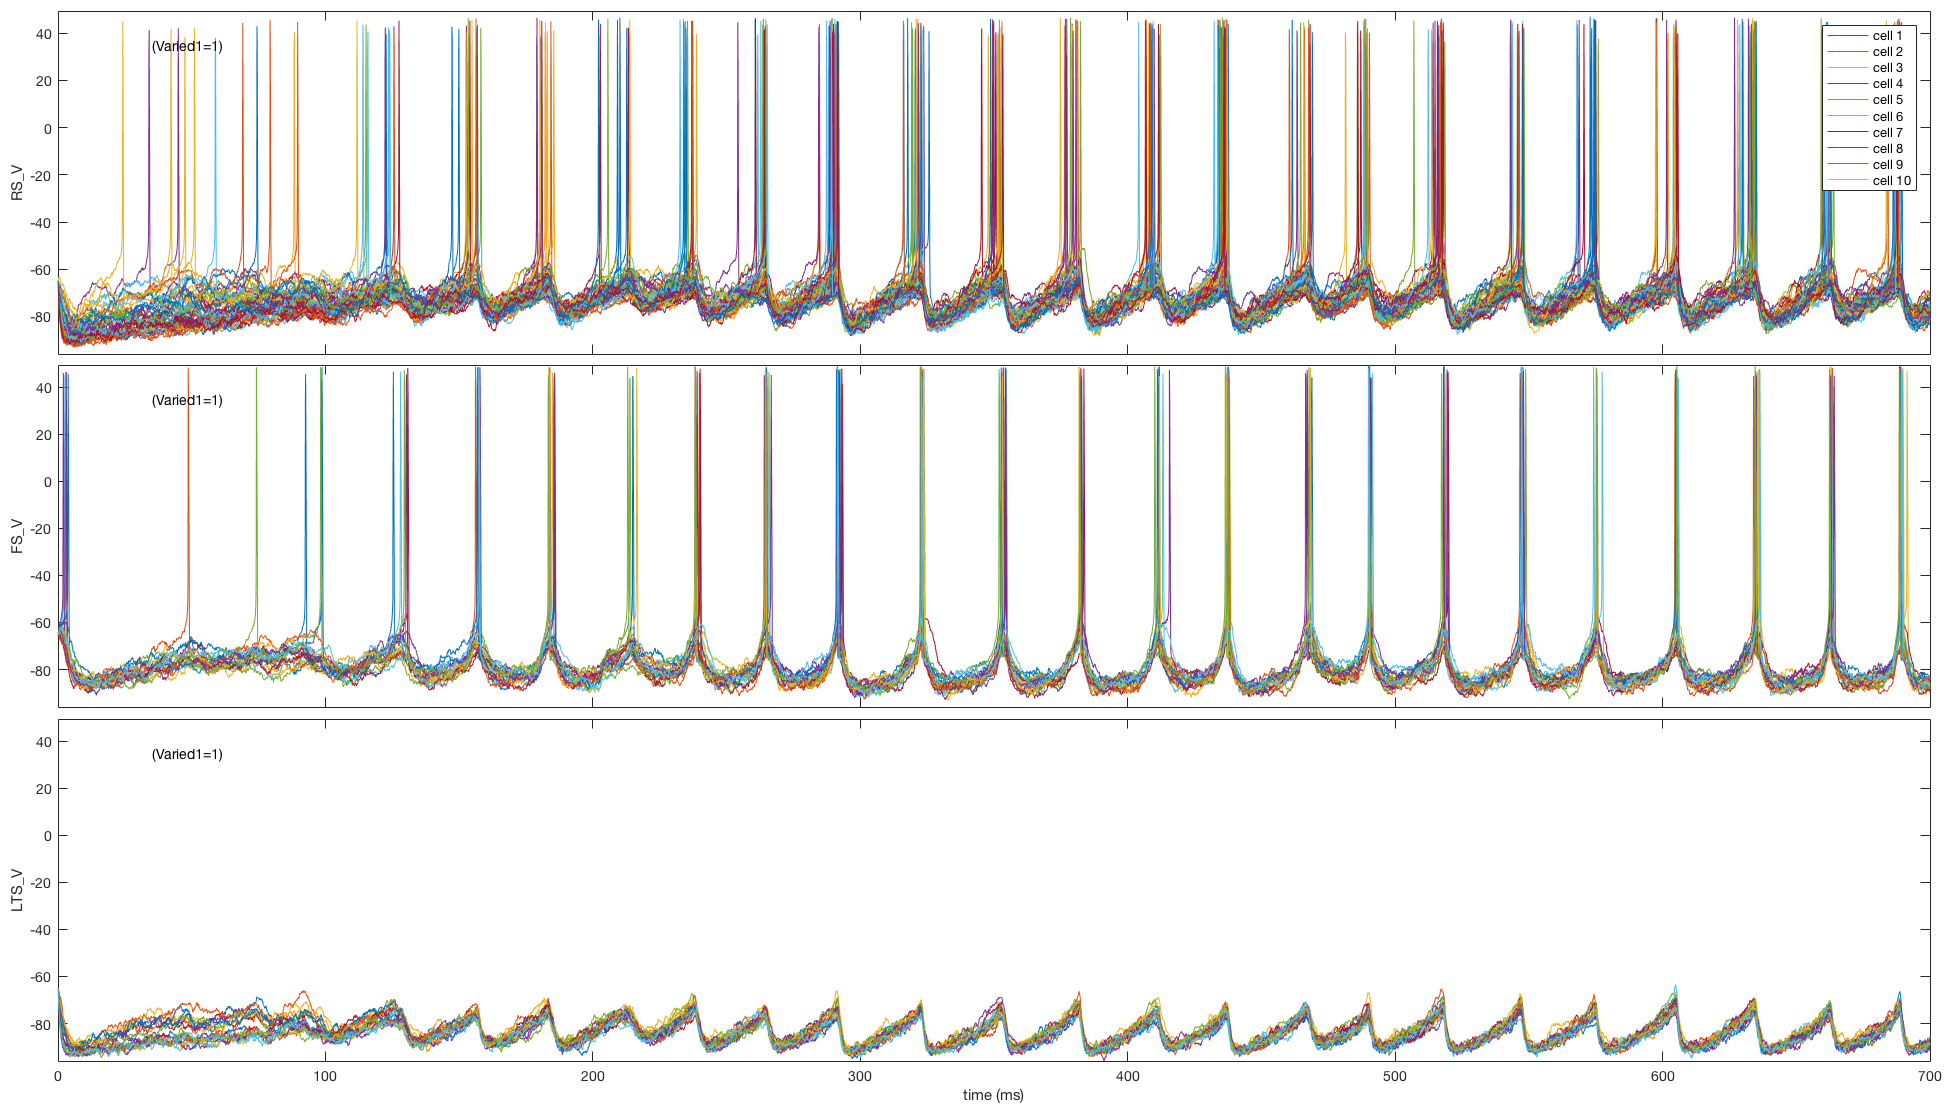 40
20
0
-20
-40
-60
-80
RS_V
(Varied1=1)
cell 1
cell 2
cell 3
cell 4
cell 5
cell 6
cell 7
cell 8
cell 9
cell 10
40
20
0
-20
-40
-60
-80
FS_V
(Varied1=1)
40
20
0
-20
-40
-60
-80
LTS_V
(Varied1=1)
0 100 200 300 400 500 600 700
time (ms)